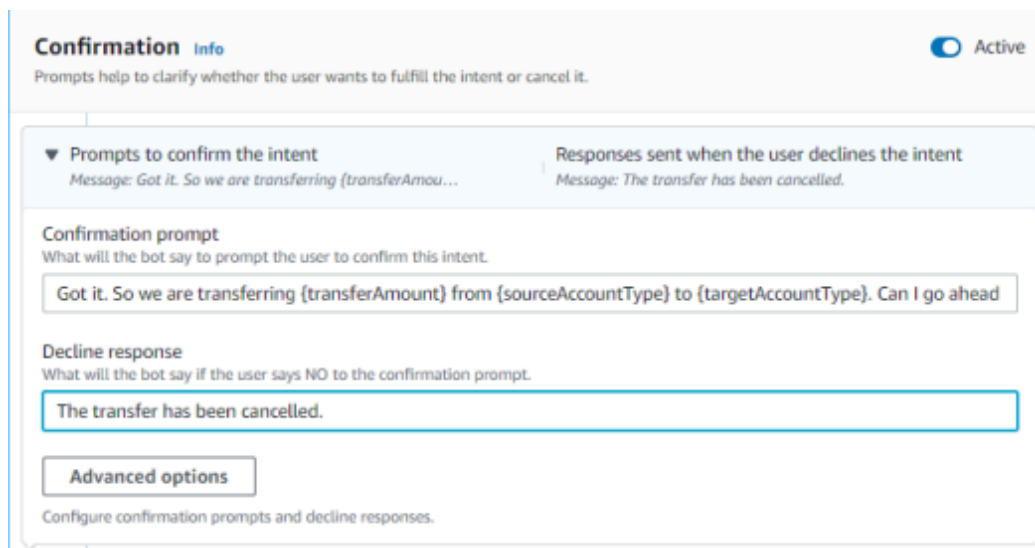 Confirmation Info
Active
Prompts help to clarify whether the user wants to fulfill the intent or cancel it.
Prompts to confirm the intent
Message: Got it. So we are transferring {transferAmou...
Responses sent when the user declines the intent
Message: The transfer has been cancelled.
Confirmation prompt
What will the bot say to prompt the user to confirm this intent.
Got it. So we are transferring {transferAmount} from {sourceAccountType} to {targetAccountType}. Can I go ahead
Decline response
What will the bot say if the user says NO to the confirmation prompt.
The transfer has been cancelled.
Advanced options
Configure confirmation prompts and decline responses.